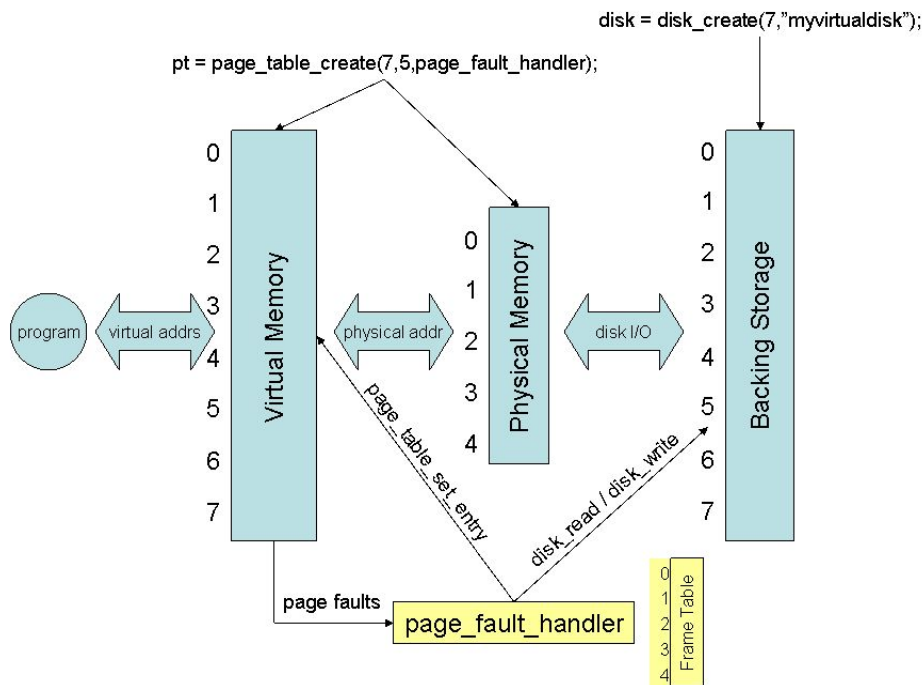 disk = disk_create(7,”myvirtualdisk”);
pt = page_table_create(7,5,page_fault_handler);
0
1
2
3
4
5
6
7
Virtual Memory
0
1
2
3
4
Physical Memory
0
1
2
3
4
5
6
7
Backing Storage
program
virtual addrs
physical addr
disk I/O
page_table_set_entry
disk_read / disk_write
page faults
page_fault_handler
0
1
2
3
4
Frame Table